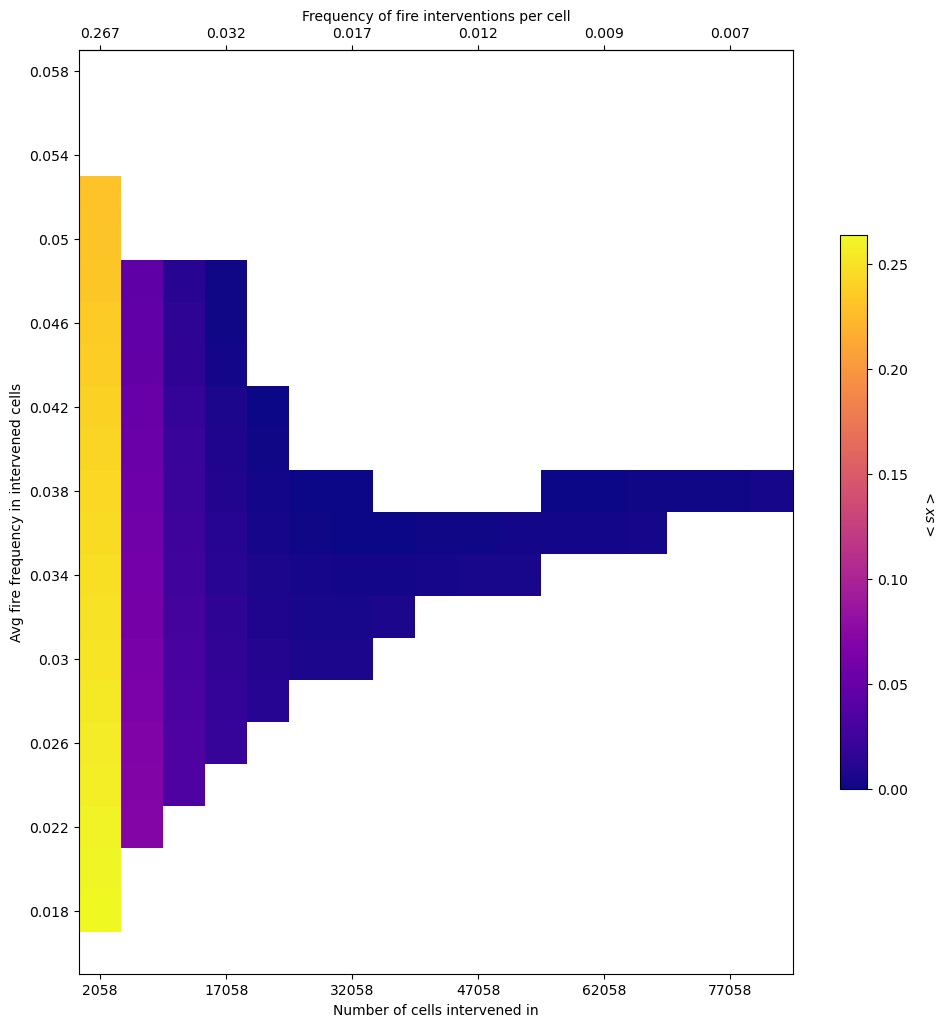 Frequency of fire interventions per cell
0.267 0.032 0.017 0.012 0.009 0.007
Avg fire frequency in intervened cells
0.058
0.054
0.05
0.046
0.042
0.038
0.034
0.03
0.026
0.022
0.018
2058 17058 32058 47058 62058 77058
Number of cells intervened in
0.25
0.20
0.15
0.10
0.05
0.00
< sx >